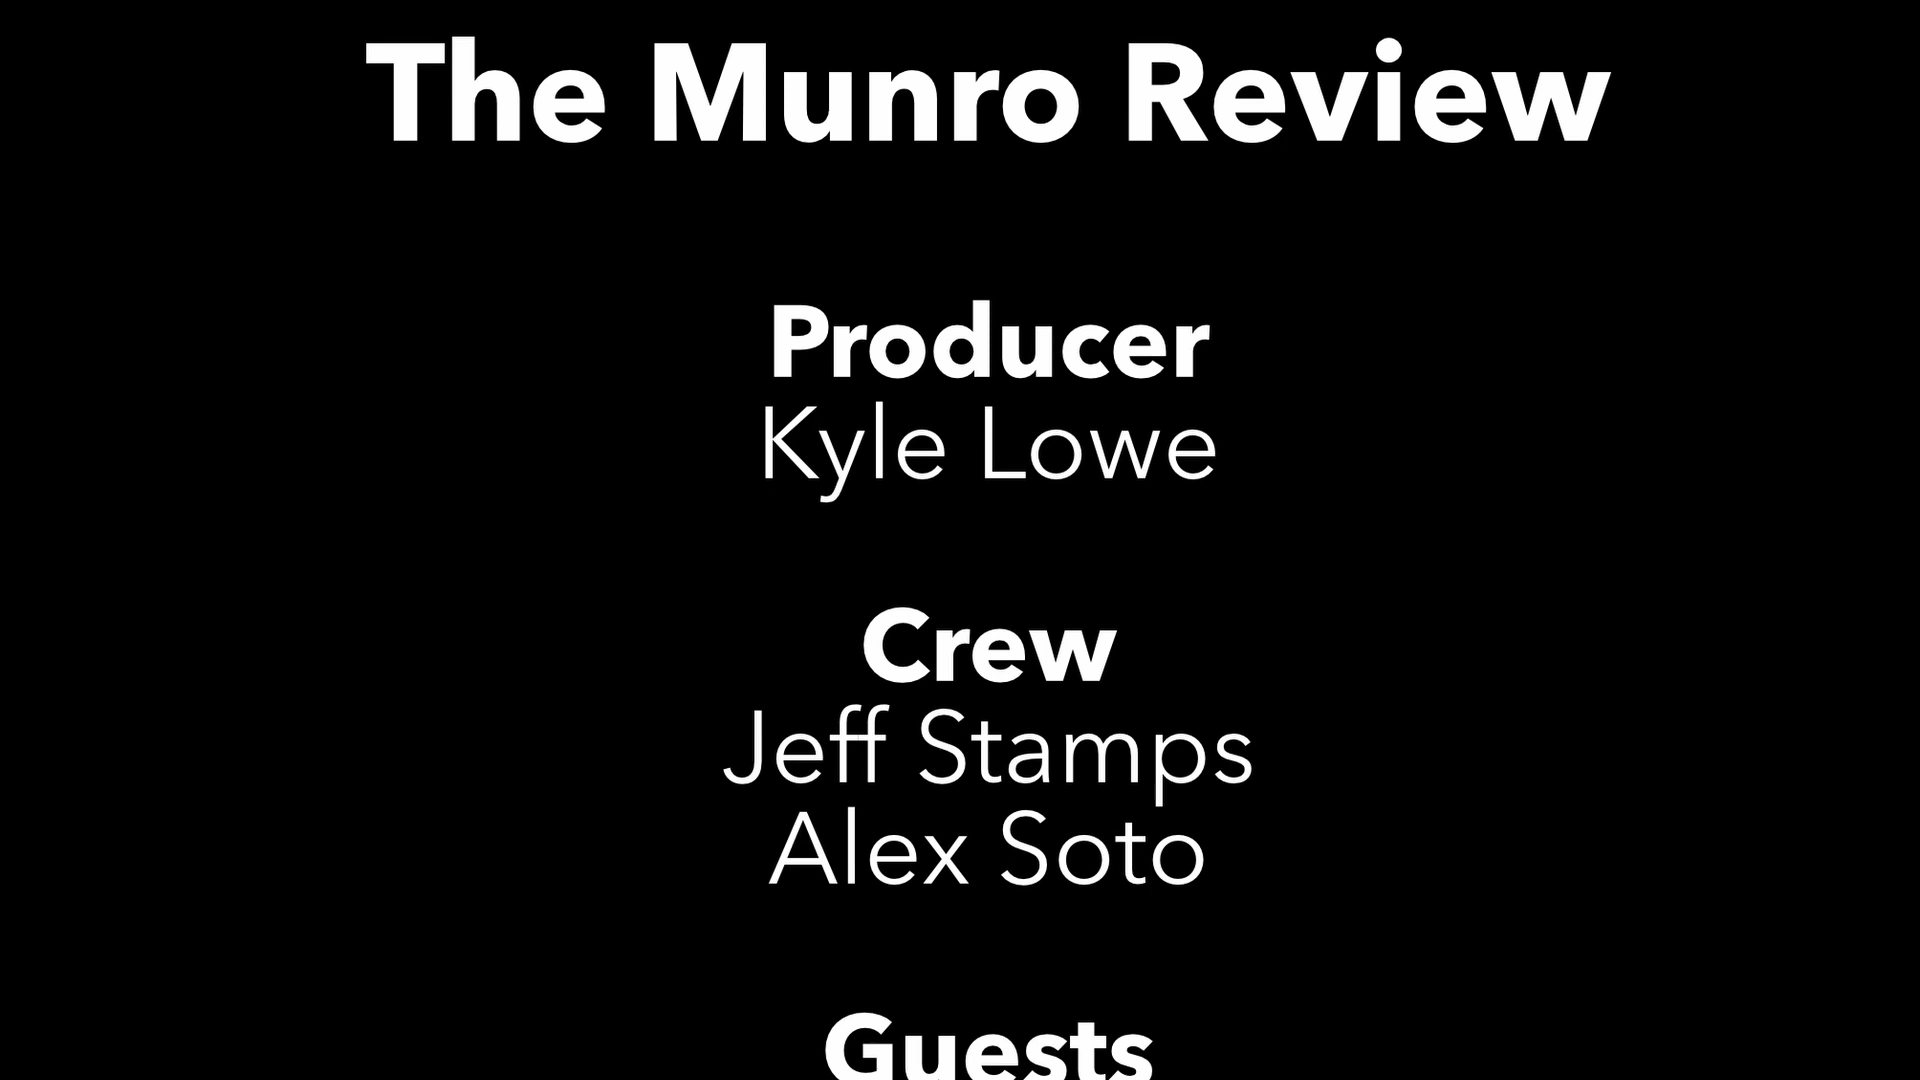 The Munro Review
Producer
Kyle Lowe
Crew
Jeff Stamps
Alex Soto
Guests